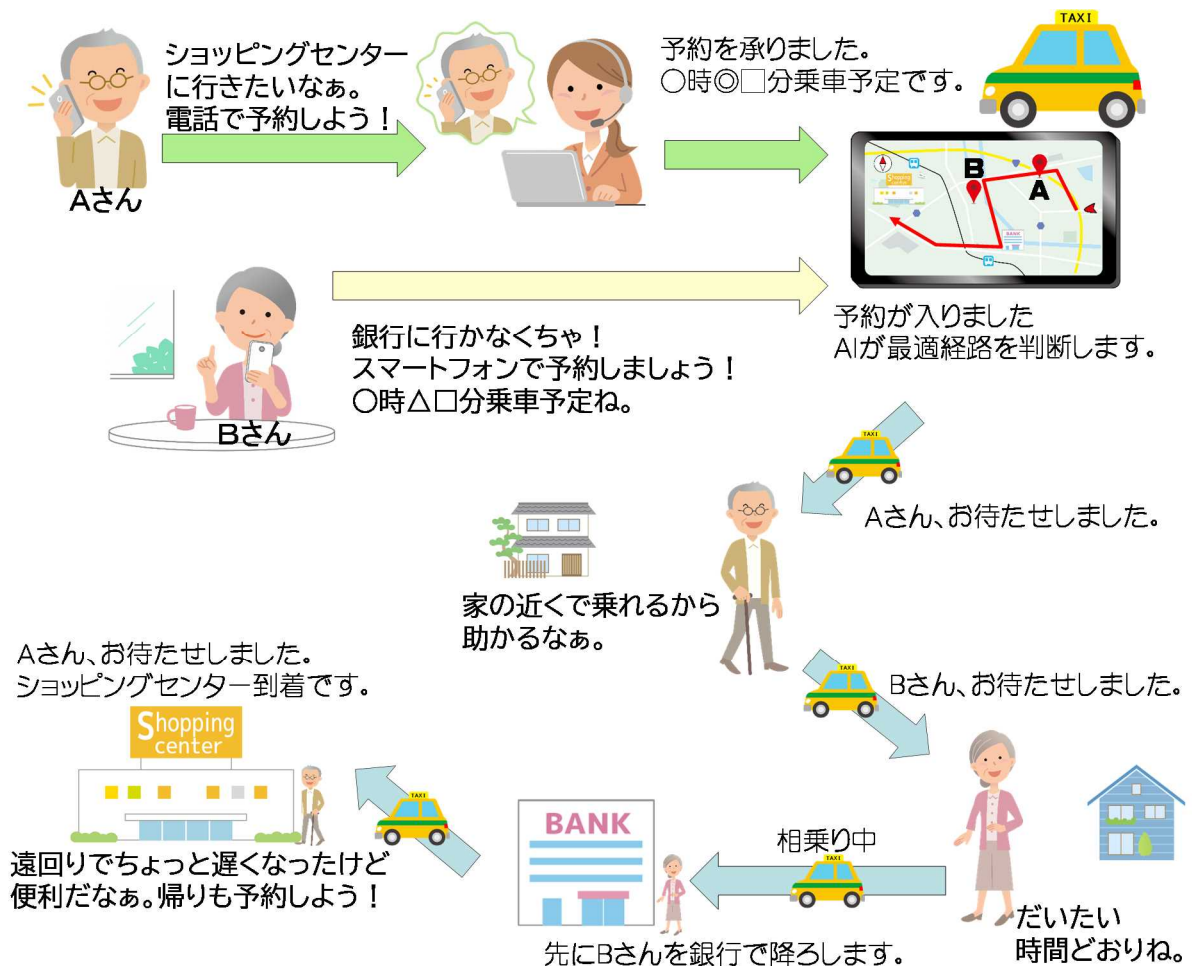 ショッピングセンター
に行きたいなぁ。
電話で予約しよう！
Aさん
予約を承りました。
〇時◎□分乗車予定です。
TAXI
Shopping
center
B
A
BANK
予約が入りました
AIが最適経路を判断します。
銀行に行かなくちゃ！
スマートフォンで予約しましょう！
〇時△□分乗車予定ね。
Bさん
TAXI
Aさん、お待たせしました。
家の近くで乗れるから
助かるなぁ。
TAXI
Bさん、お待たせしました。
だいたい
時間どおりね。
相乗り中
TAXI
BANK
先にBさんを銀行で降ろします。
TAXI
Aさん、お待たせしました。
ショッピングセンター到着です。
Shopping
center
遠回りでちょっと遅くなったけど
便利だなぁ。帰りも予約しよう！